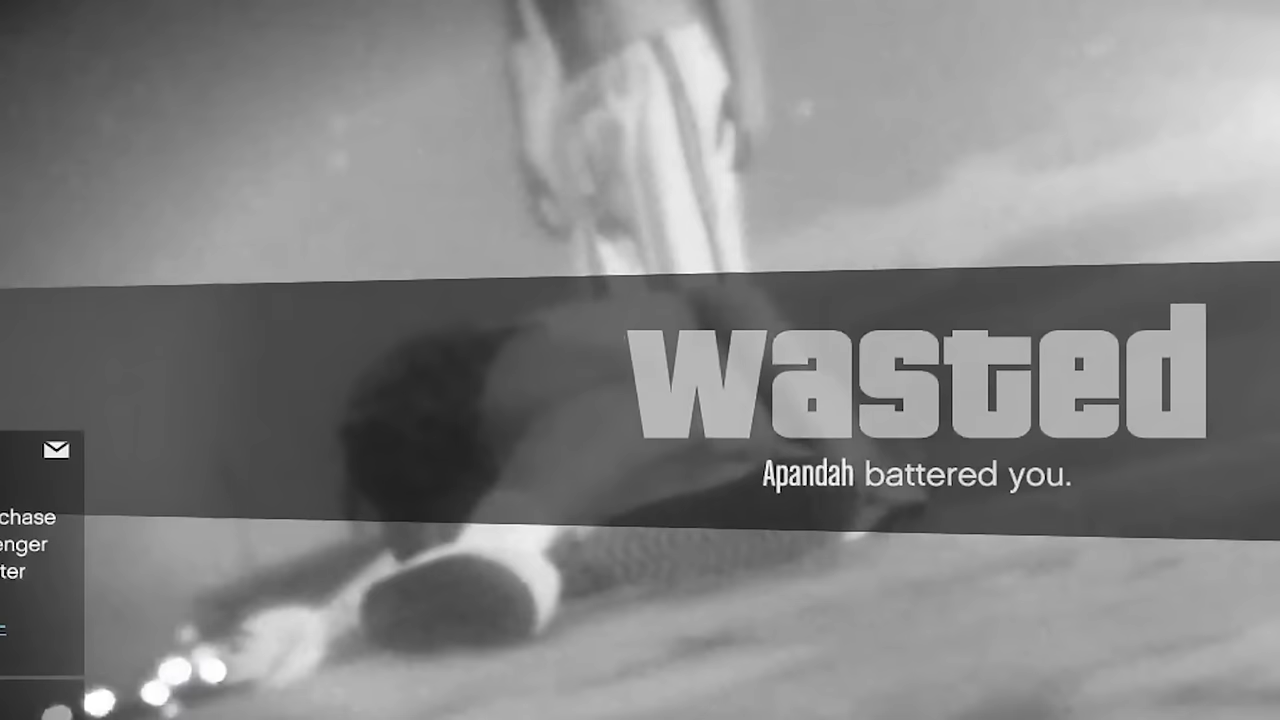 wasted
Apandah battered you.
chase
enger
ter